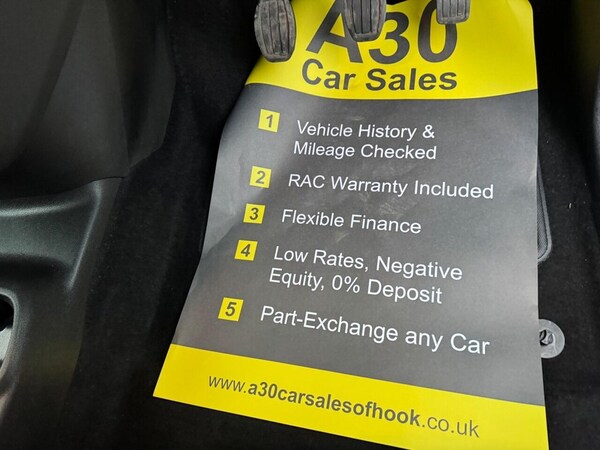 A30
Car Sales
1 Vehicle History &
Mileage Checked
2 RAC Warranty Included
3 Flexible Finance
4 Low Rates, Negative
Equity, 0% Deposit
5 Part-Exchange any Car
www.a30carsalesofhook.co.uk